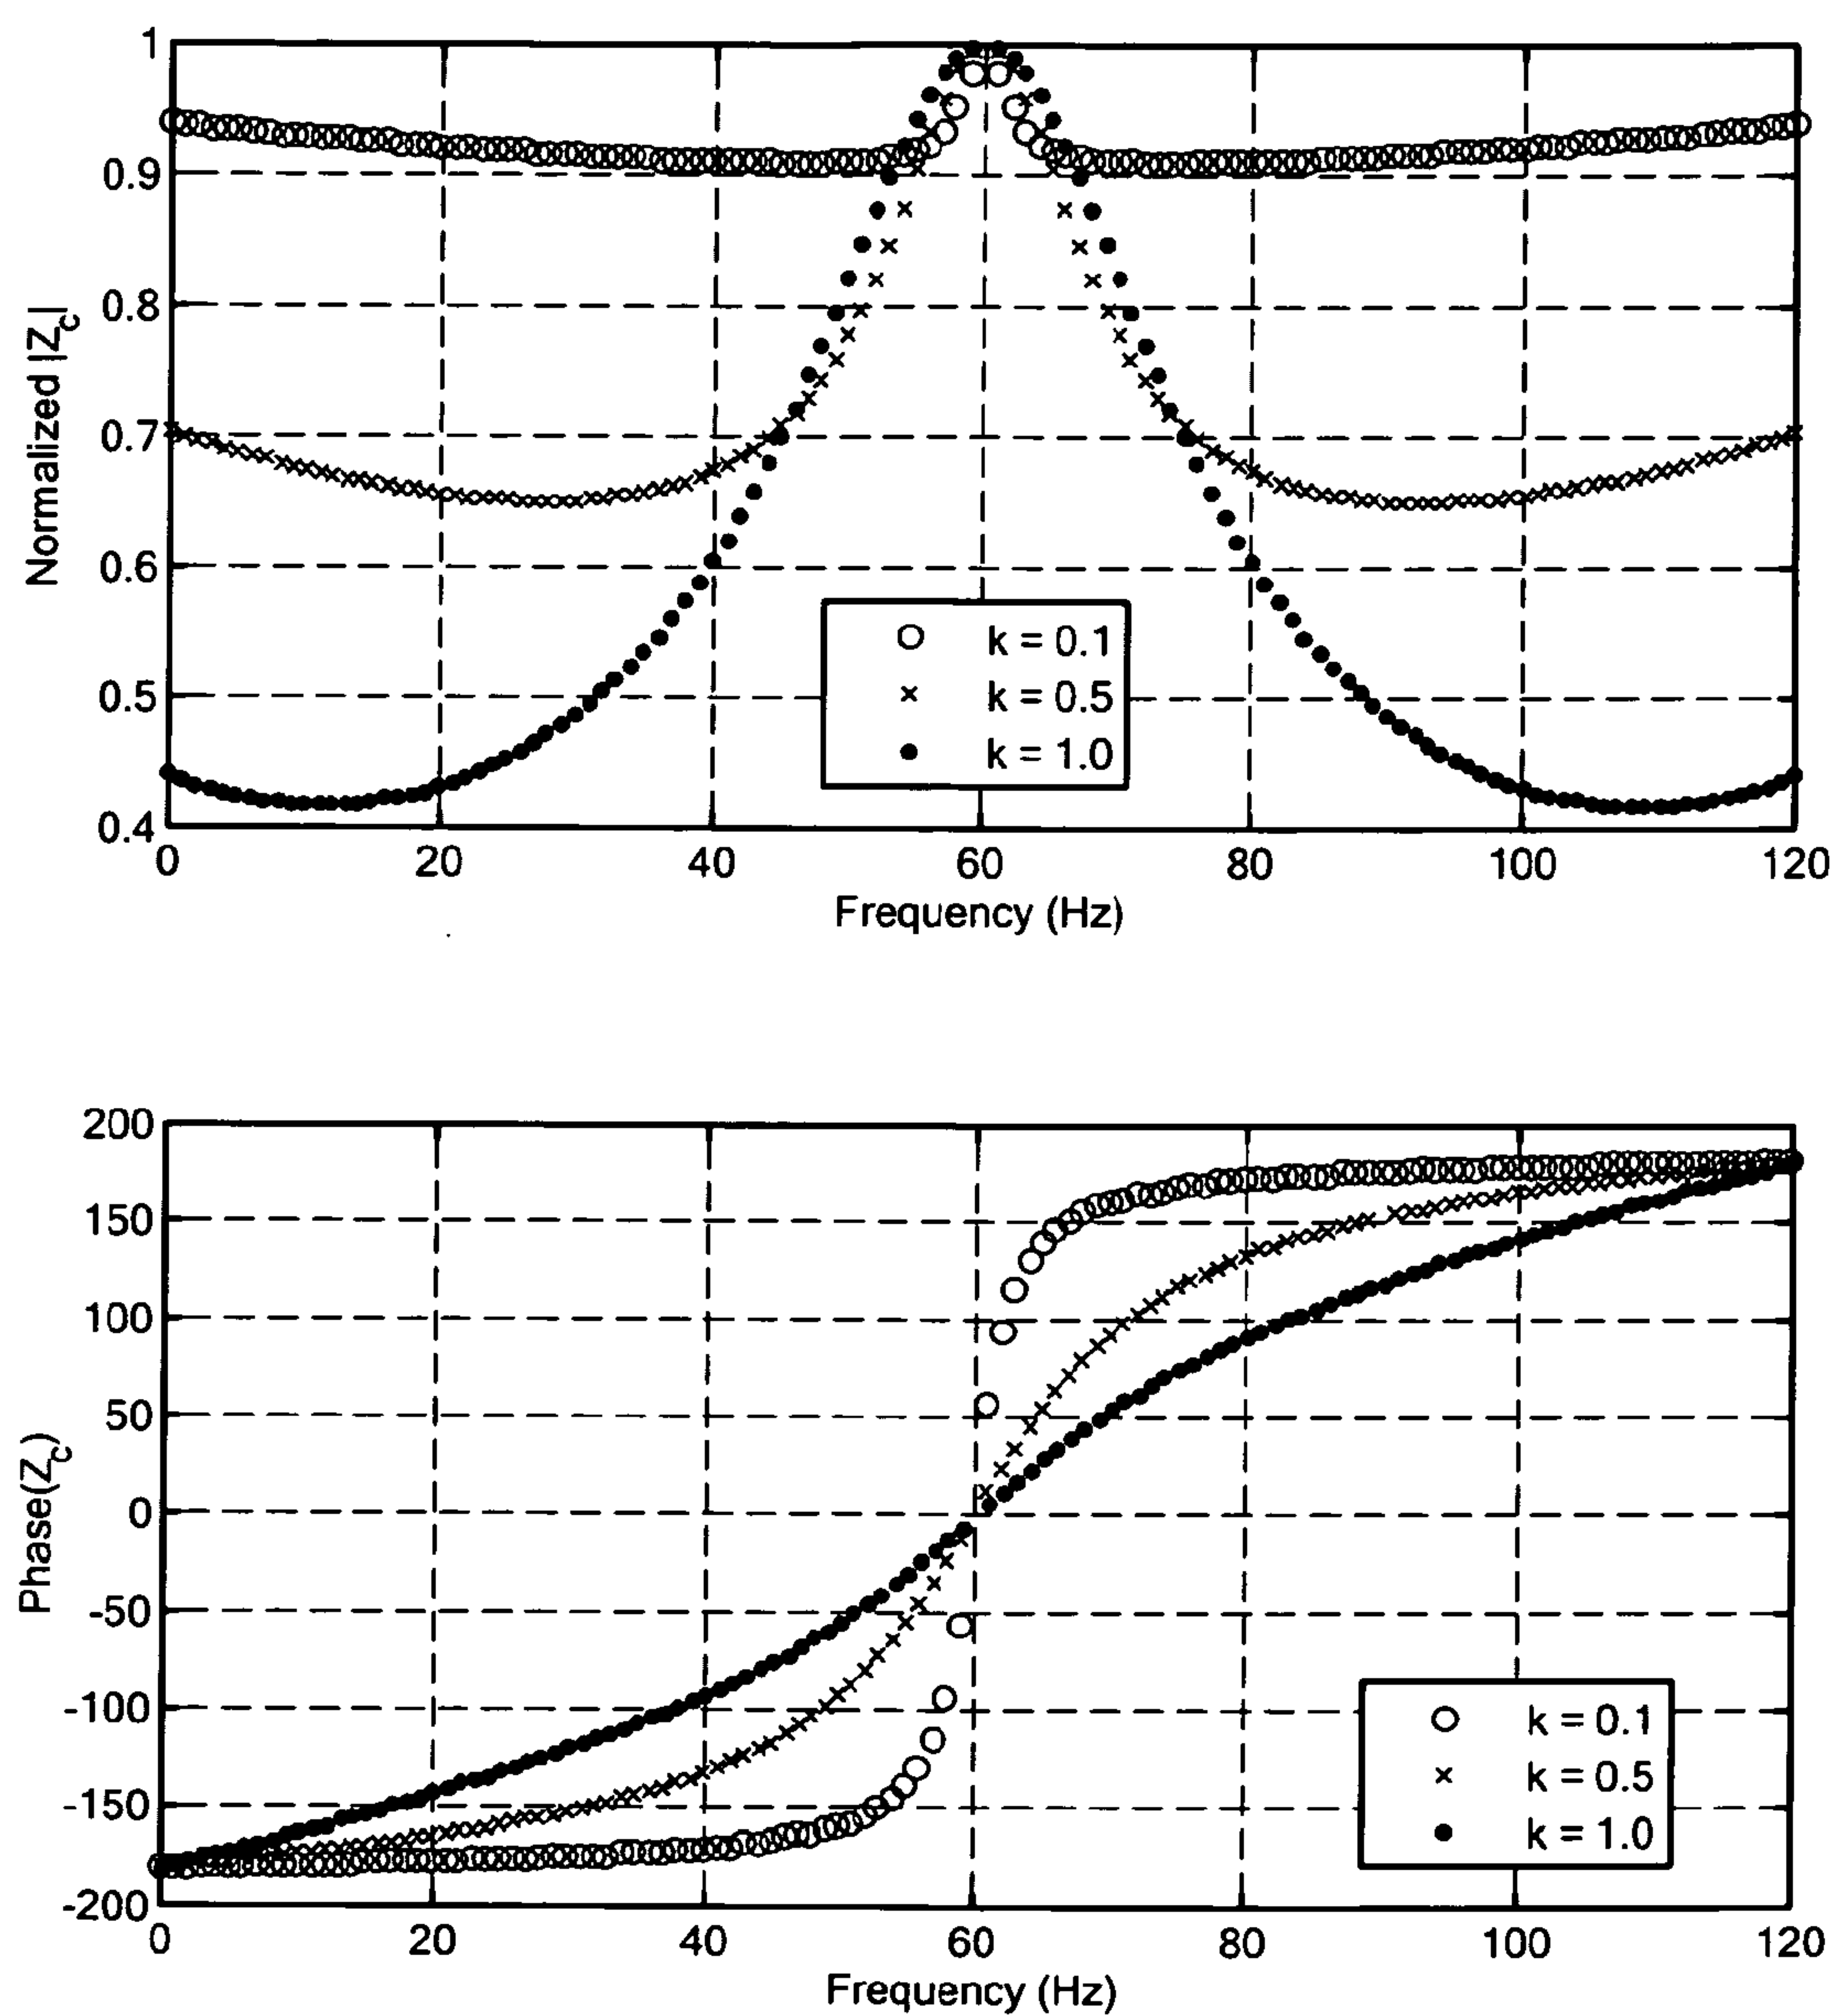 1
0.9
0.8
0.7
0.6
0.5
0.4
Normalized |Zc|
0 20 40 60 80 100 120
Frequency (Hz)
k = 0.1
k = 0.5
k = 1.0
200
150
100
50
0
-50
-100
-150
-200
Phase(Zc)
0 20 40 60 80 100 120
Frequency (Hz)
k = 0.1
k = 0.5
k = 1.0